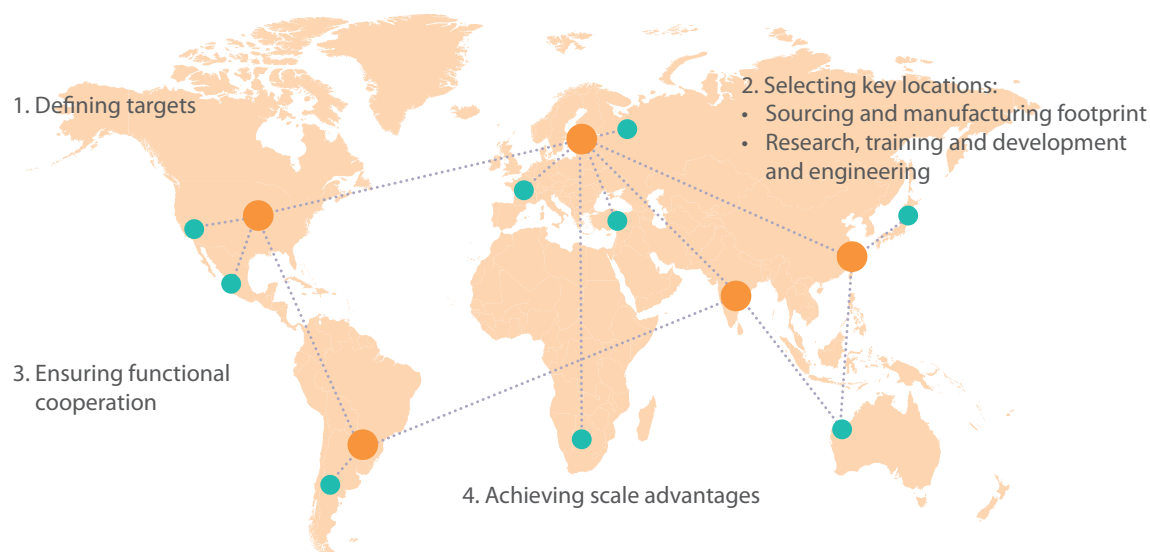 1. Defining targets
2. Selecting key locations:
• Sourcing and manufacturing footprint
• Research, training and development
and engineering
3. Ensuring functional
cooperation
4. Achieving scale advantages